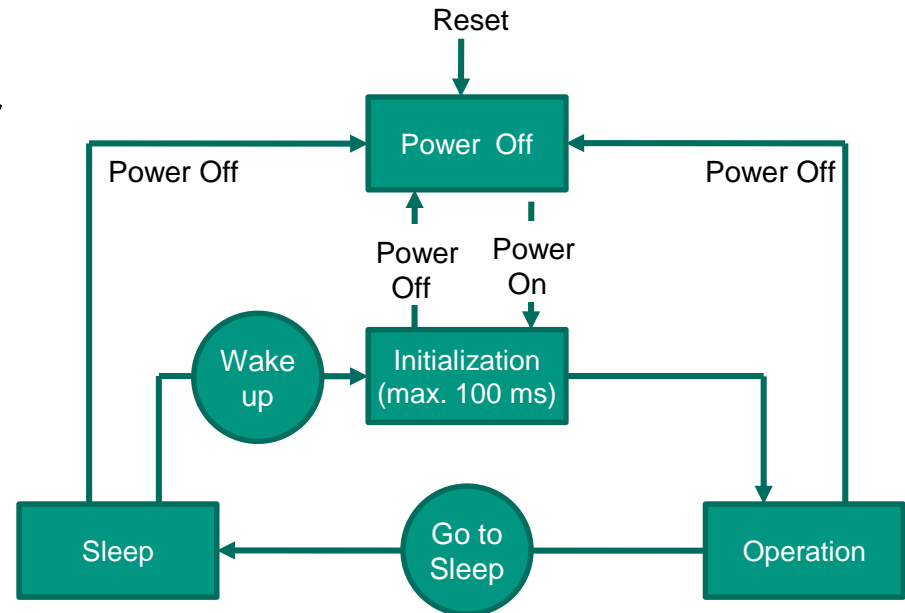 Reset
Power Off
Power Off
Power Off
Power
Off
Power
On
Wake
up
Initialization
(max. 100 ms)
Sleep
Go to
Sleep
Operation